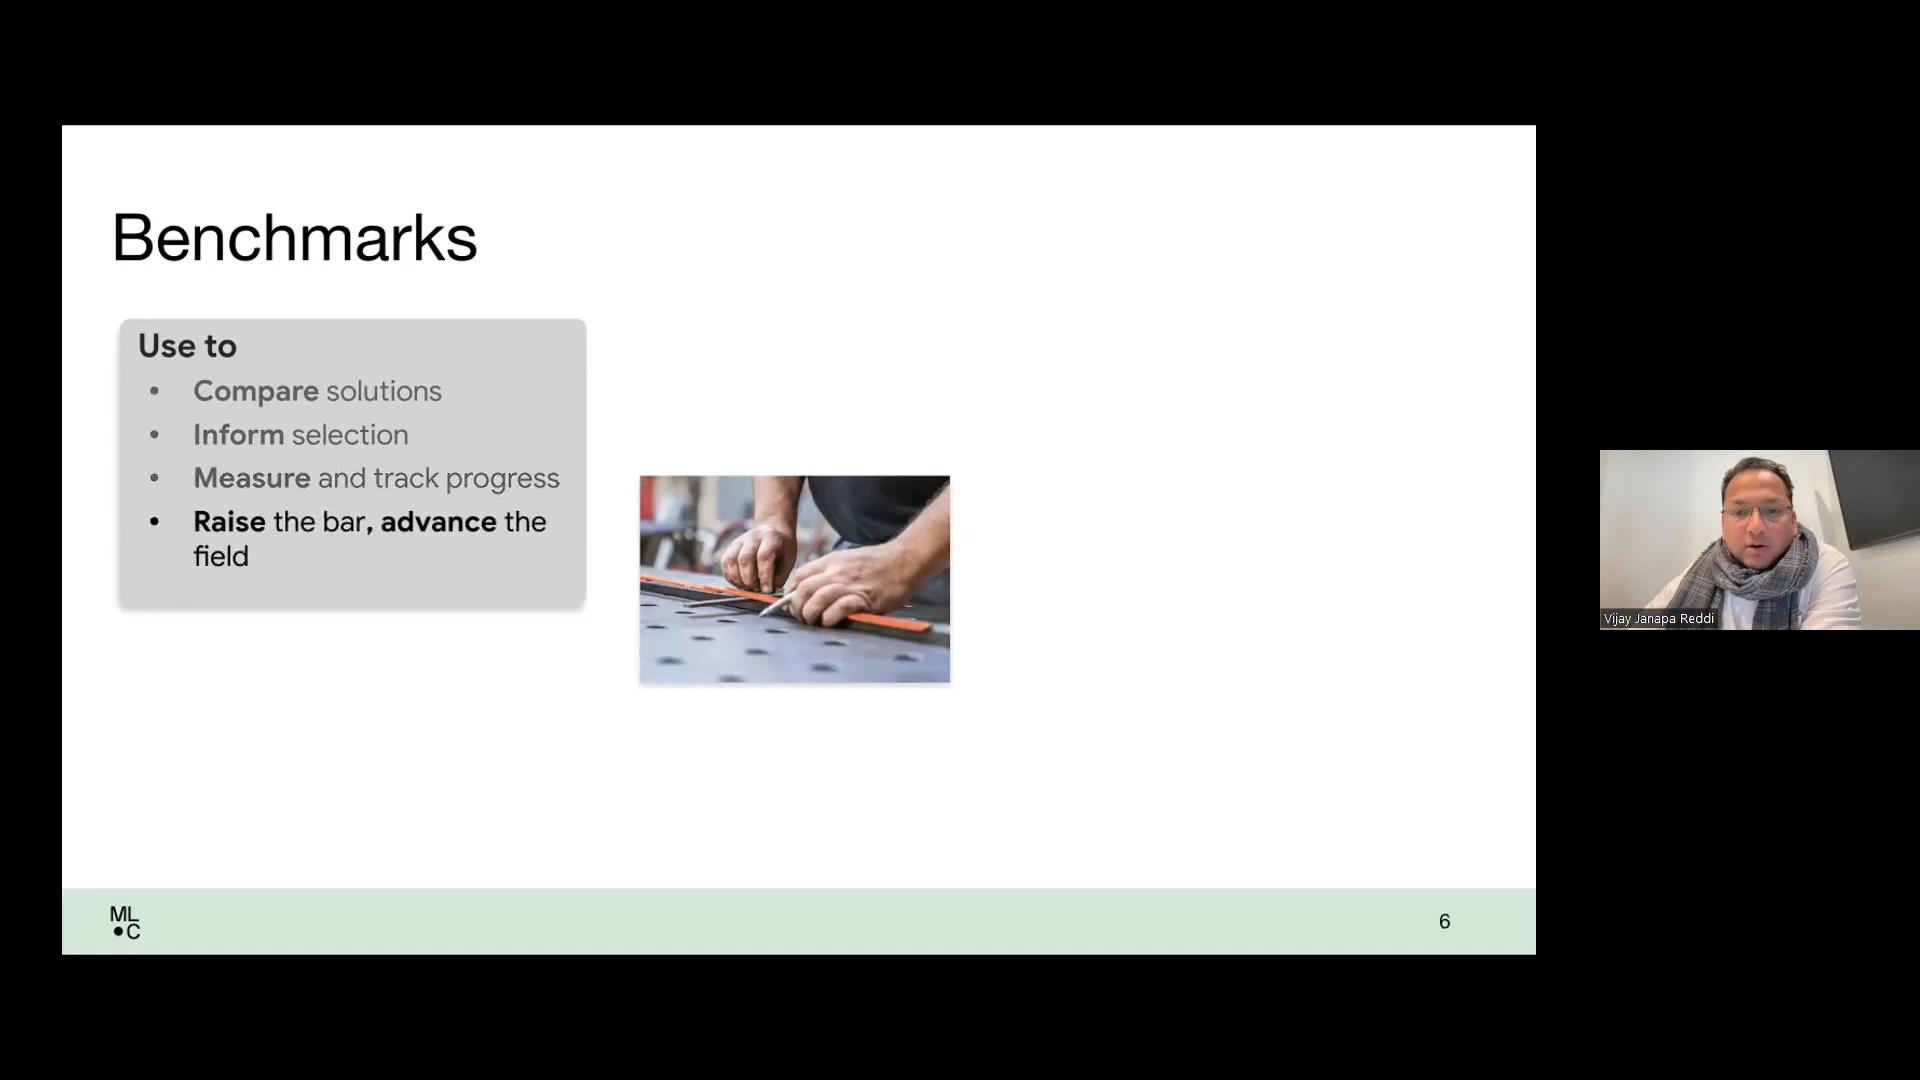 Benchmarks
Use to
• Compare solutions
• Inform selection
• Measure and track progress
• Raise the bar, advance the
field
Vijay Janapa Reddi
ML
•C
6